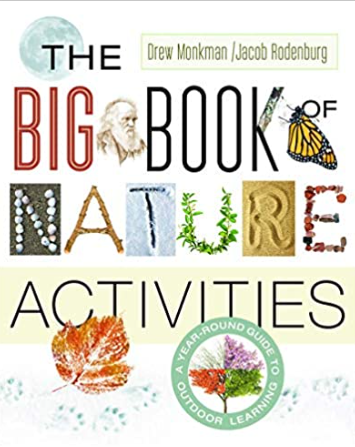 THE
Drew Monkman/Jacob Rodenburg
BIG BOOK OF
NATURE
ACTIVITIES
A YEAR-ROUND GUIDE TO
OUTDOOR LEARNING